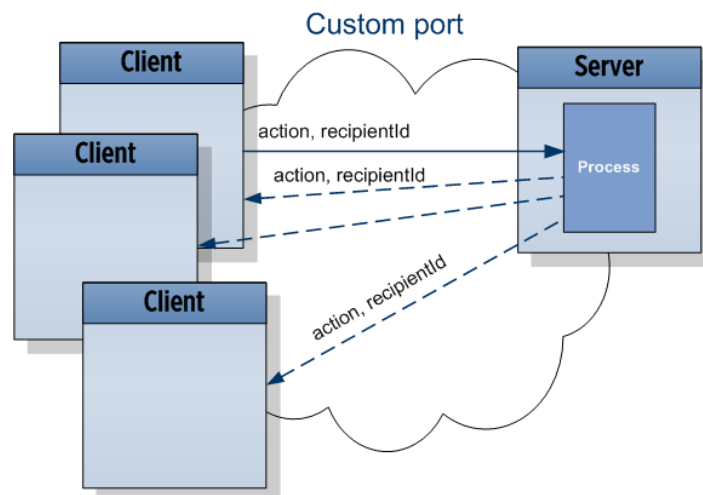 Custom port
Client
Server
action, recipientId
Client
action, recipientId
Process
Client
action, recipientId